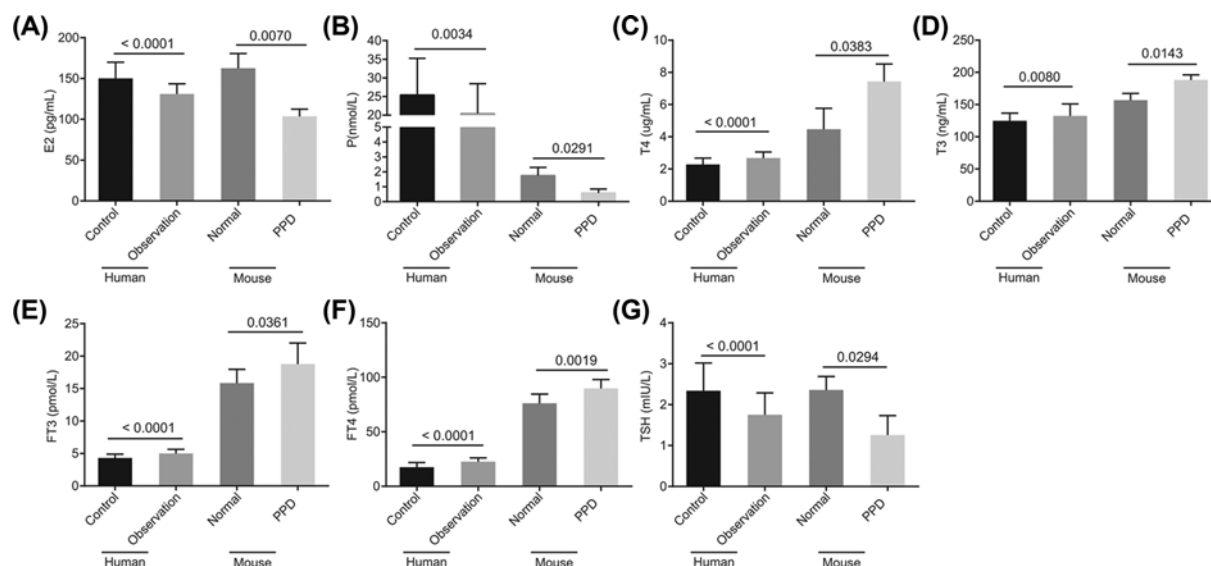 (A)
E2 (pg/mL)
200
150
100
50
0
< 0.0001
0.0070
Control
Observation
Normal
PPD
Human
Mouse
(B)
P(nmol/L)
40
35
30
25
20
5
4
3
2
1
0
0.0034
0.0291
Control
Observation
Normal
PPD
Human
Mouse
(C)
T4 (ug/mL)
10
8
6
4
2
0
< 0.0001
0.0383
Control
Observation
Normal
PPD
Human
Mouse
(D)
T3 (ng/mL)
250
200
150
100
50
0
0.0080
0.0143
Control
Observation
Normal
PPD
Human
Mouse
(E)
FT3 (pmol/L)
25
20
15
10
5
0
< 0.0001
0.0361
Control
Observation
Normal
PPD
Human
Mouse
(F)
FT4 (pmol/L)
150
100
50
0
< 0.0001
0.0019
Control
Observation
Normal
PPD
Human
Mouse
(G)
TSH (mIU/L)
4
3
2
1
0
< 0.0001
0.0294
Control
Observation
Normal
PPD
Human
Mouse